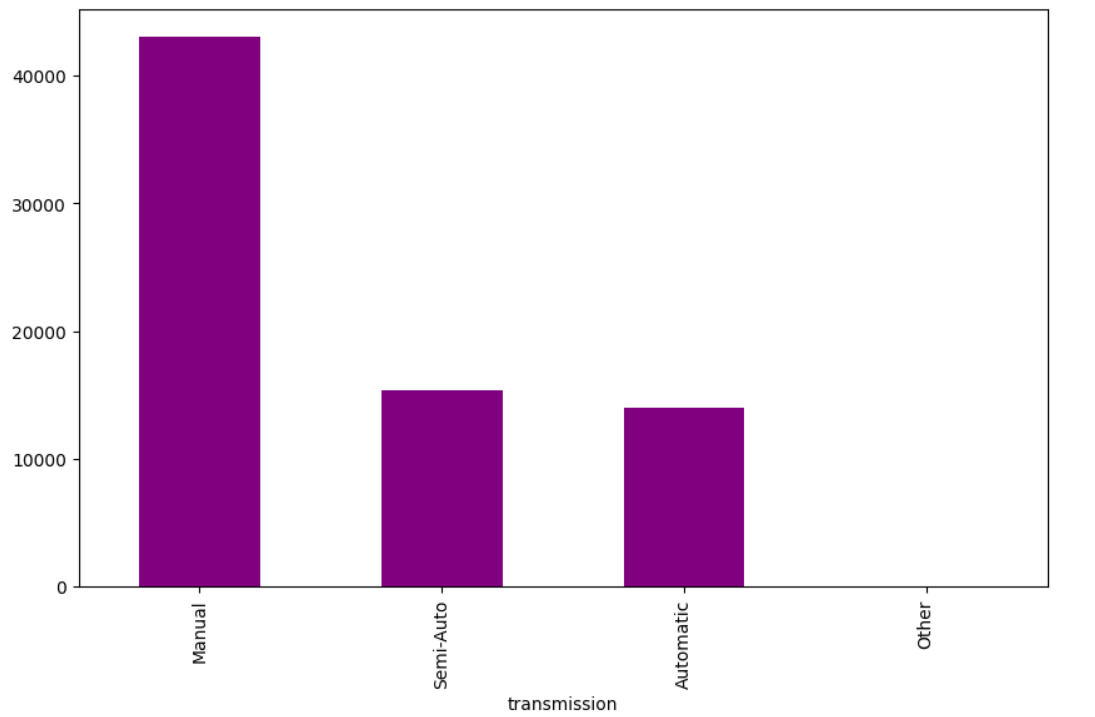 40000
30000
20000
10000
0
Manual
Semi-Auto
Automatic
Other
transmission